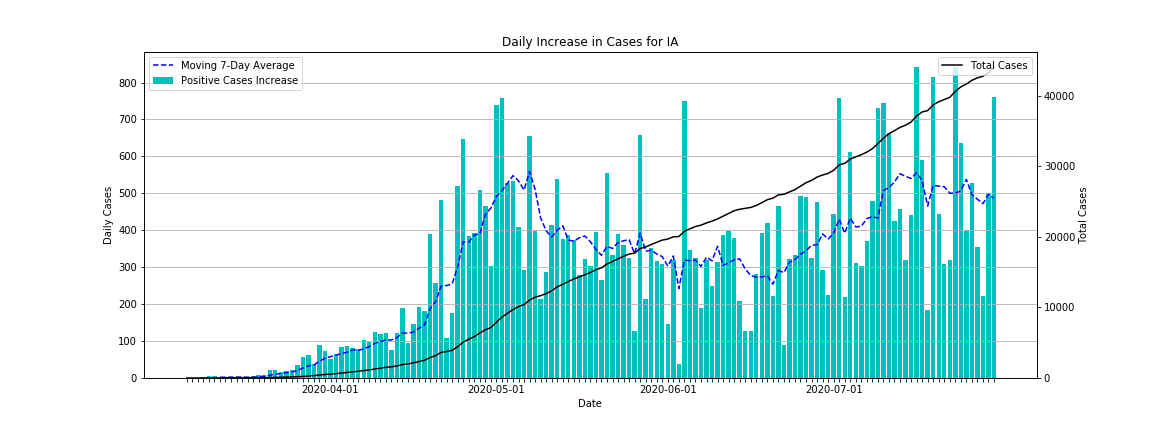 Daily Increase in Cases for IA
Moving 7-Day Average
Positive Cases Increase
Total Cases
800
700
600
500
400
300
200
100
0
Daily Cases
40000
30000
20000
10000
0
Total Cases
2020-04-01
2020-05-01
2020-06-01
2020-07-01
Date